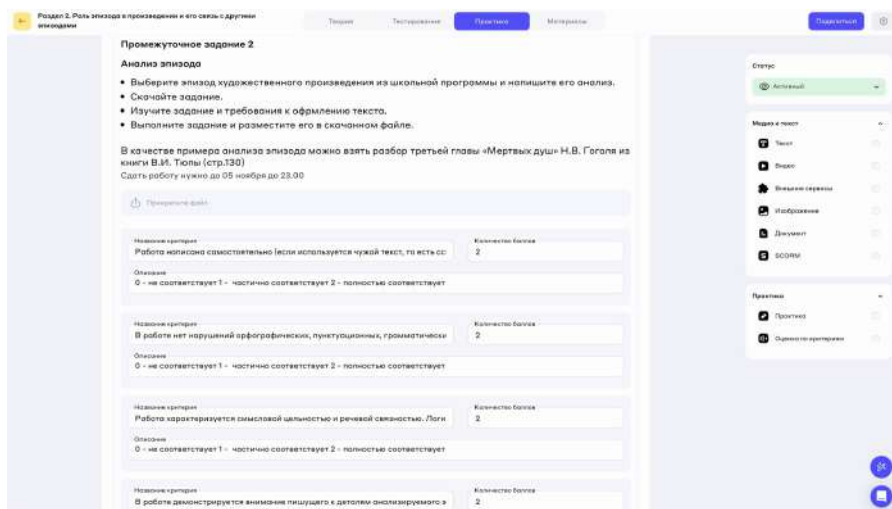 Раздел 2. Роль эпизода в произведении и его связь с другими
эпизодами
Теория
Тестирование
Практика
Материалы
Поделиться
Промежуточное задание 2
Анализ эпизода
• Выберите эпизод художественного произведения из школьной программы и напишите его анализ.
• Скачайте задание.
• Изучите задание и требования к офрмлению текста.
• Выполните задание и разместите его в скачанном файле.
В качестве примера анализа эпизода можно взять разбор третьей главы «Мертвых душ» Н.В. Гоголя из
книги В.И. Тюпы (стр.130)
Сдать работу нужно до 05 ноября до 23.00
Прикрепите файл
Название критерия
Количество баллов
Работа написана самостоятельно (если используется чужой текст, то есть сс
2
Описание
0 - не соответствует 1 - частично соответствует 2 - полностью соответствует
Название критерия
Количество баллов
В работе нет нарушений орфографических, пунктуационных, грамматически
2
Описание
0 - не соответствует 1 - частично соответствует 2 - полностью соответствует
Название критерия
Количество баллов
Работа характеризуется смысловой цельностью и речевой связностью. Логи
2
Описание
0 - не соответствует 1 - частично соответствует 2 - полностью соответствует
Название критерия
Количество баллов
В работе демонстрируется внимание пишущего к деталям анализируемого э
2
Статус
Активный
Медиа и текст
Текст
Видео
Внешние сервисы
Изображение
Документ
SCORM
Практика
Практика
Оценка по критериям